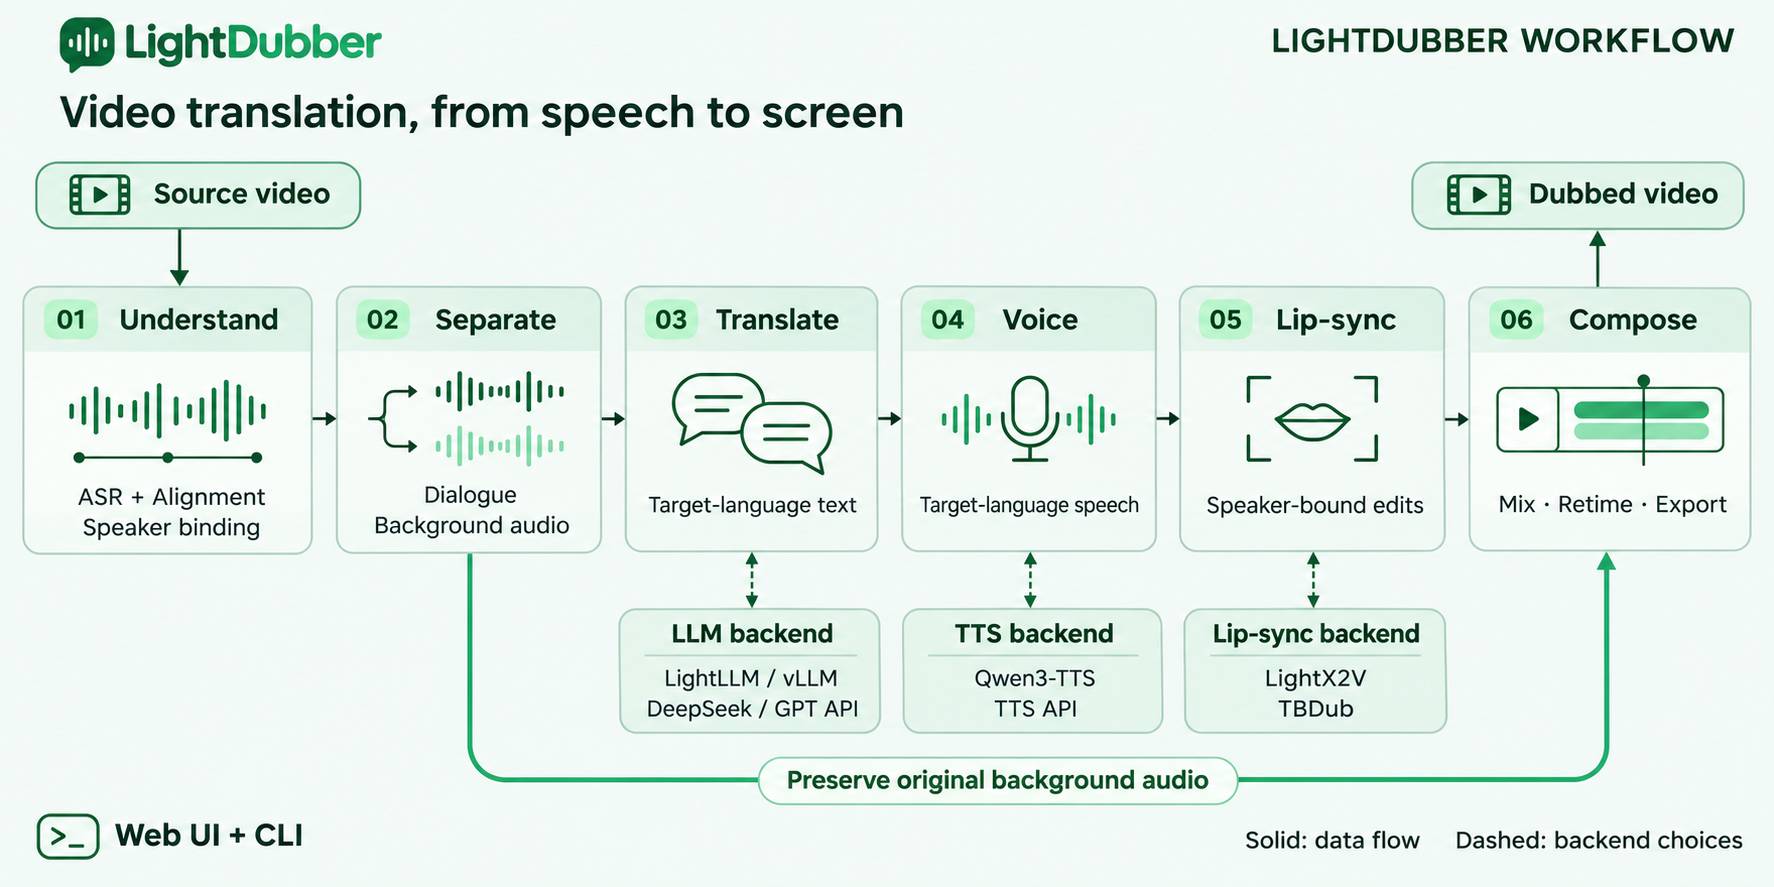 LightDubber
LIGHTDUBBER WORKFLOW
Video translation, from speech to screen
Source video
Dubbed video
01 Understand
ASR + Alignment
Speaker binding
02 Separate
Dialogue
Background audio
03 Translate
Target-language text
04 Voice
Target-language speech
05 Lip-sync
Speaker-bound edits
06 Compose
Mix · Retime · Export
LLM backend
LightLLM / vLLM
DeepSeek / GPT API
TTS backend
Qwen3-TTS
TTS API
Lip-sync backend
LightX2V
TBDub
Preserve original background audio
>_ Web UI + CLI
Solid: data flow
Dashed: backend choices